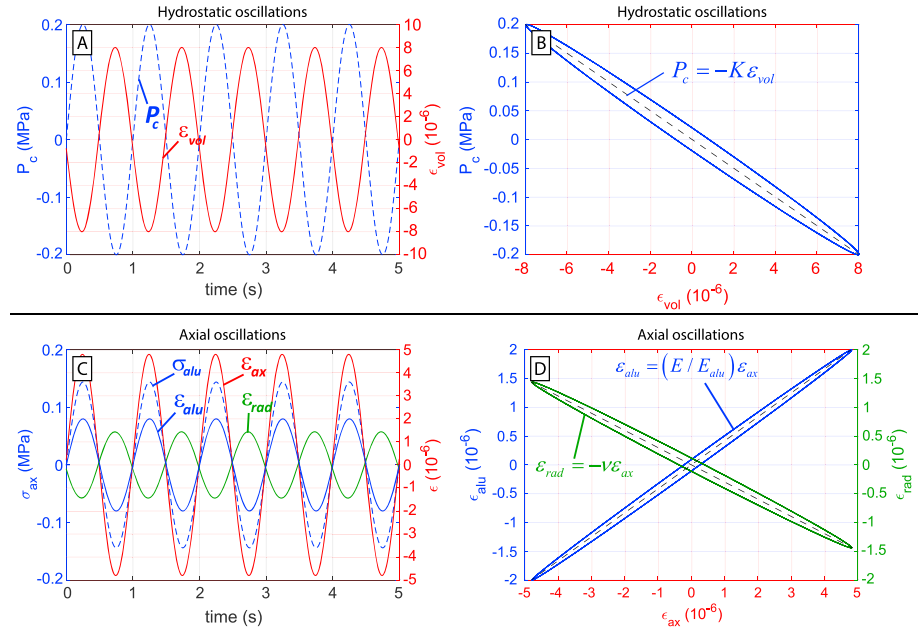 Hydrostatic oscillations
A
0.2
0.1
0
-0.1
-0.2
P_c (MPa)
P_c
ε_vol
10
8
6
4
2
0
-2
-4
-6
-8
-10
ϵ_vol (10^-6)
0 1 2 3 4 5
time (s)
Hydrostatic oscillations
B
0.2
0.15
0.1
0.05
0
-0.05
-0.1
-0.15
-0.2
P_c (MPa)
P_c = −Kε_vol
-8 -6 -4 -2 0 2 4 6 8
ϵ_vol (10^-6)
Axial oscillations
C
0.2
0.1
0
-0.1
-0.2
σ_ax (MPa)
σ_alu
ε_ax
ε_alu
ε_rad
5
4
3
2
1
0
-1
-2
-3
-4
-5
ϵ (10^-6)
0 1 2 3 4 5
time (s)
Axial oscillations
D
2
1.5
1
0.5
0
-0.5
-1
-1.5
-2
ϵ_alu (10^-6)
ε_alu = (E / E_alu) ε_ax
ε_rad = −νε_ax
2
1.5
1
0.5
0
-0.5
-1
-1.5
-2
ϵ_rad (10^-6)
-5 -4 -3 -2 -1 0 1 2 3 4 5
ϵ_ax (10^-6)